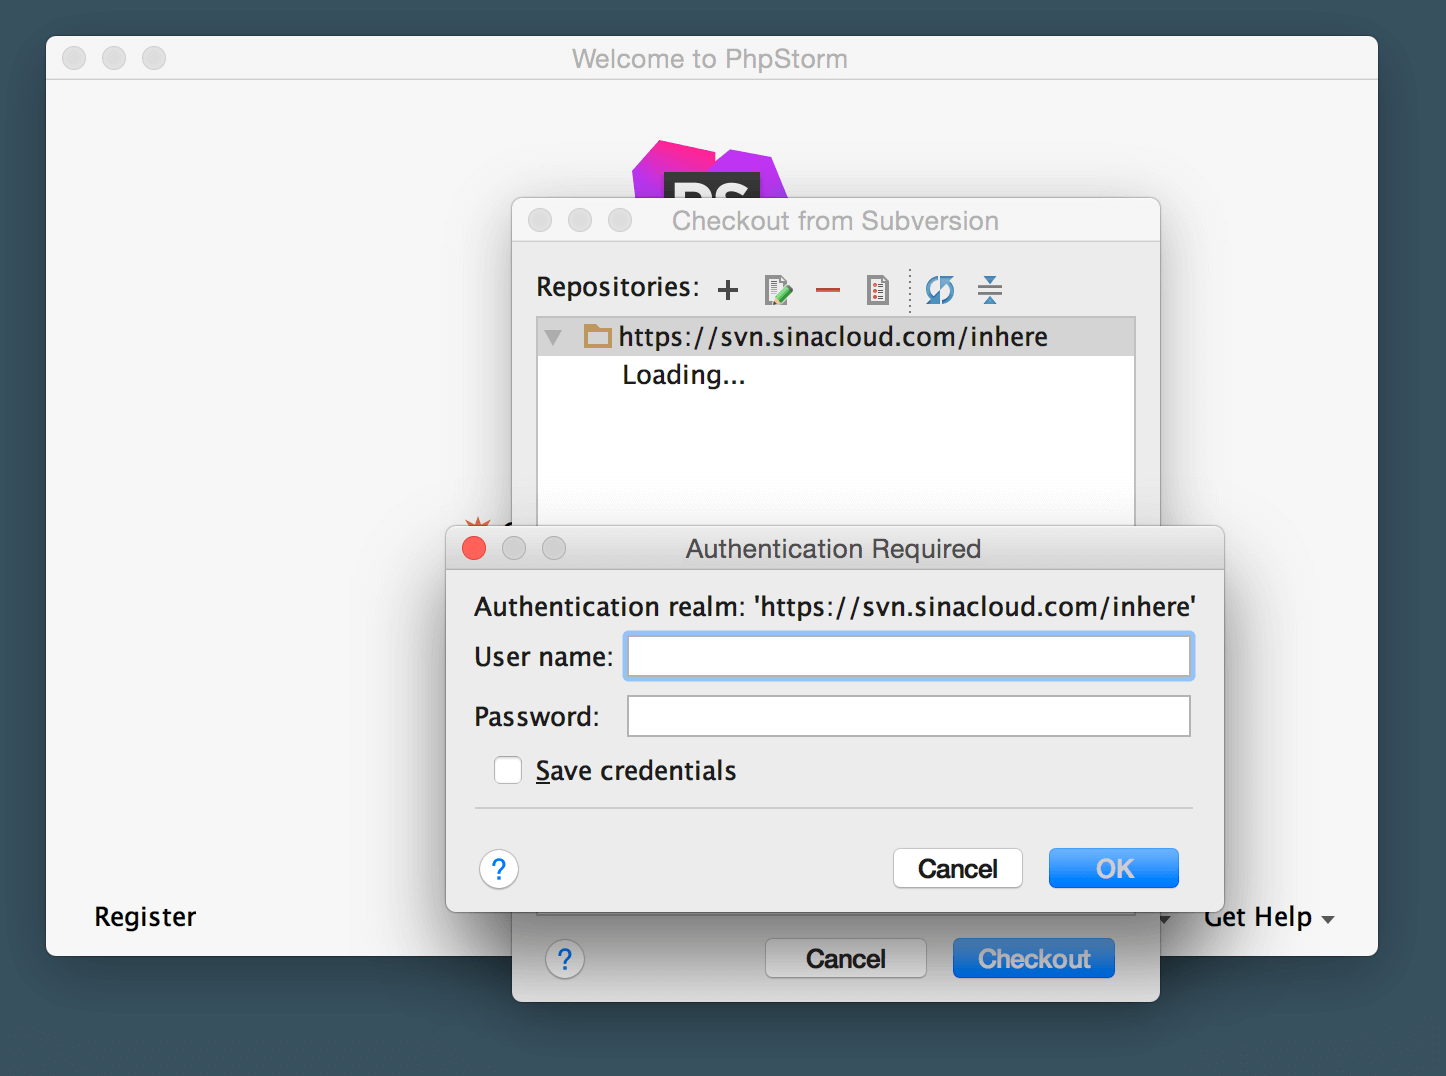 Welcome to PhpStorm
PS
Checkout from Subversion
Repositories:
https://svn.sinacloud.com/inhere
Loading...
Authentication Required
Authentication realm: 'https://svn.sinacloud.com/inhere'
User name:
Password:
Save credentials
?
Cancel
OK
Register
Get Help
?
Cancel
Checkout